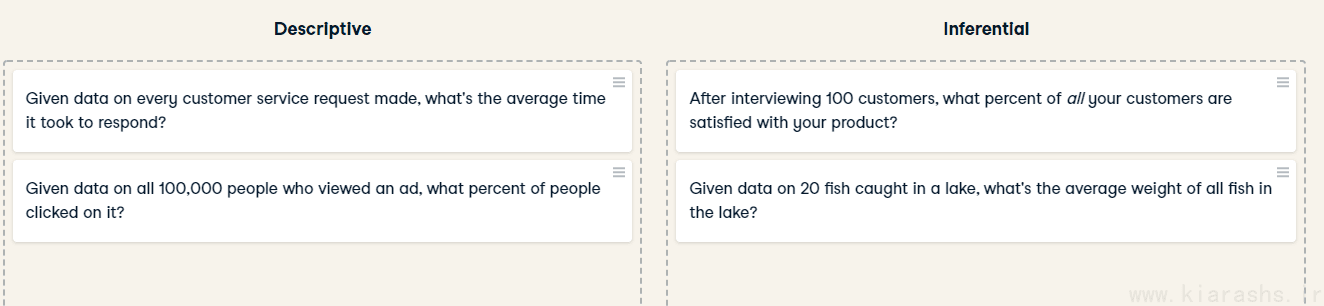 Descriptive
Given data on every customer service request made, what's the average time
it took to respond?
Given data on all 100,000 people who viewed an ad, what percent of people
clicked on it?
Inferential
After interviewing 100 customers, what percent of all your customers are
satisfied with your product?
Given data on 20 fish caught in a lake, what's the average weight of all fish in
the lake?
www.kiarashs.ir